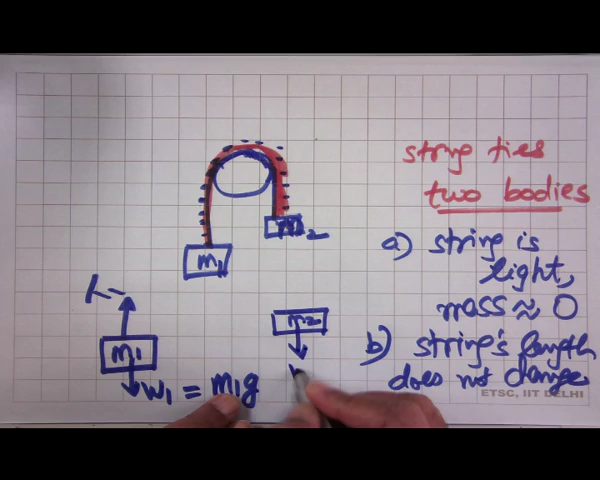 string ties
two bodies
a) string is
light,
mass ≈ 0
b) string's length
does not change
m₁
m₂
T
m₁
W₁ = m₁g
m₂
ETSC, IIT DELHI